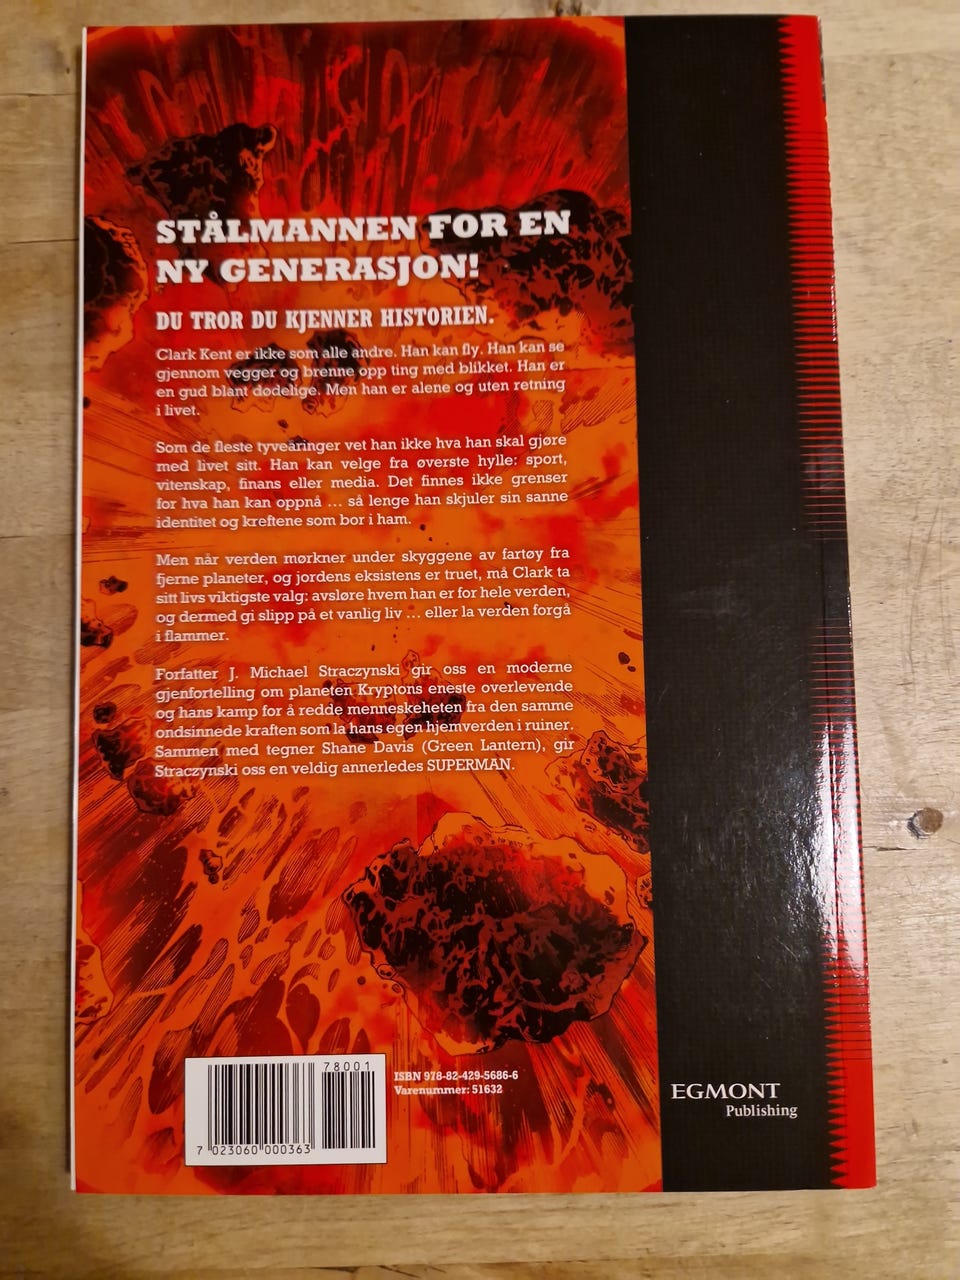 STÅLMANNEN FOR EN
NY GENERASJON!
DU TROR DU KJENNER HISTORIEN.
Clark Kent er ikke som alle andre. Han kan fly. Han kan se
gjennom vegger og brenne opp ting med blikket. Han er
en gud blant dødelige. Men han er alene og uten retning
i livet.
Som de fleste tyveåringer vet han ikke hva han skal gjøre
med livet sitt. Han kan velge fra øverste hylle: sport,
vitenskap, finans eller media. Det finnes ikke grenser
for hva han kan oppnå ... så lenge han skjuler sin sanne
identitet og kreftene som bor i ham.
Men når verden mørkner under skyggene av fartøy fra
fjerne planeter, og jordens eksistens er truet, må Clark ta
sitt livs viktigste valg: avsløre hvem han er for hele verden,
og dermed gi slipp på et vanlig liv ... eller la verden forgå
i flammer.
Forfatter J. Michael Straczynski gir oss en moderne
gjenfortelling om planeten Kryptons eneste overlevende
og hans kamp for å redde menneskeheten fra den samme
ondsinnede kraften som la hans egen hjemverden i ruiner.
Sammen med tegner Shane Davis (Green Lantern), gir
Straczynski oss en veldig annerledes SUPERMAN.
78001
7 023060 000363
ISBN 978-82-429-5686-6
Varenummer: 51632
EGMONT
Publishing